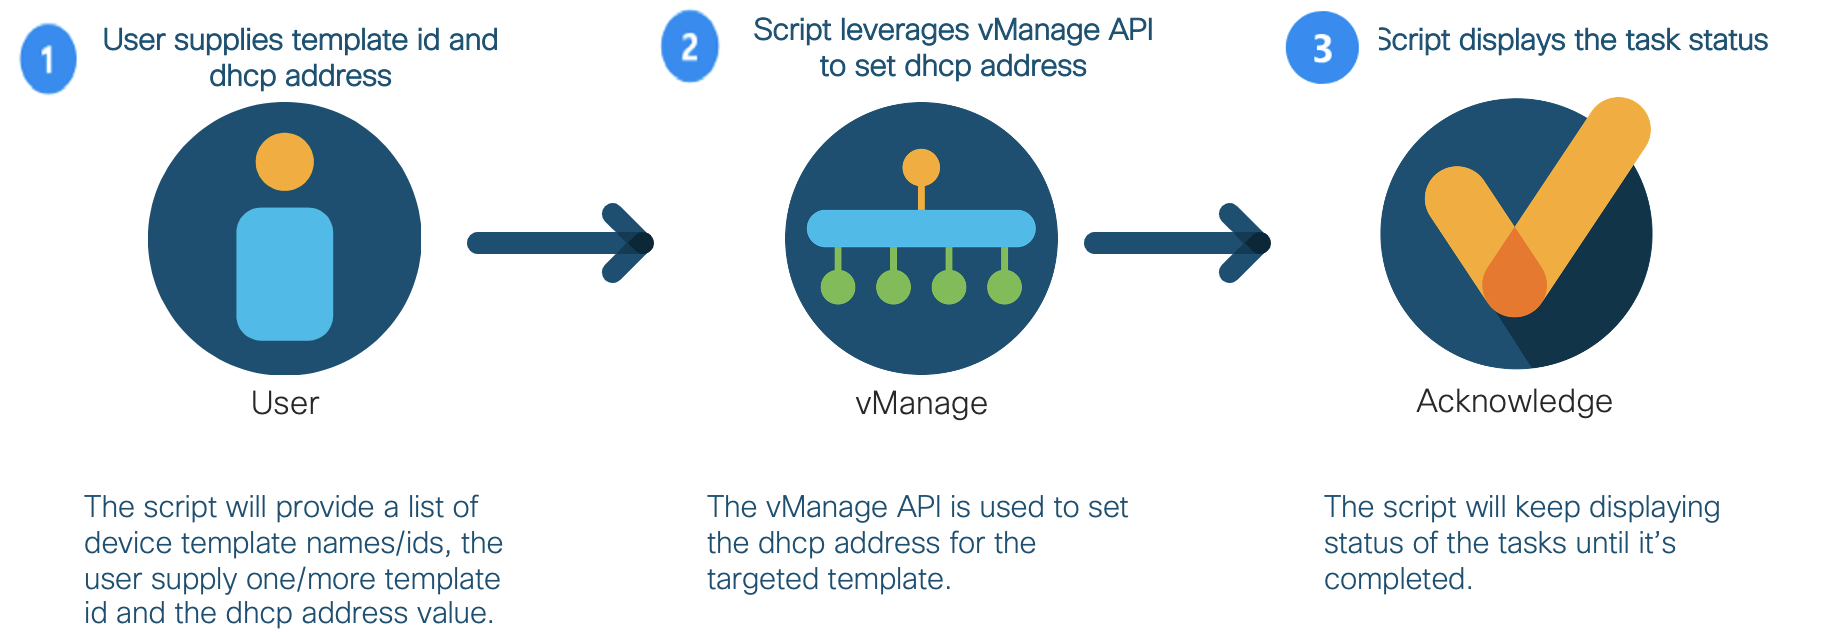 1
User supplies template id and
dhcp address
2
Script leverages vManage API
to set dhcp address
3
Script displays the task status
User
vManage
Acknowledge
The script will provide a list of
device template names/ids, the
user supply one/more template
id and the dhcp address value.
The vManage API is used to set
the dhcp address for the
targeted template.
The script will keep displaying
status of the tasks until it’s
completed.